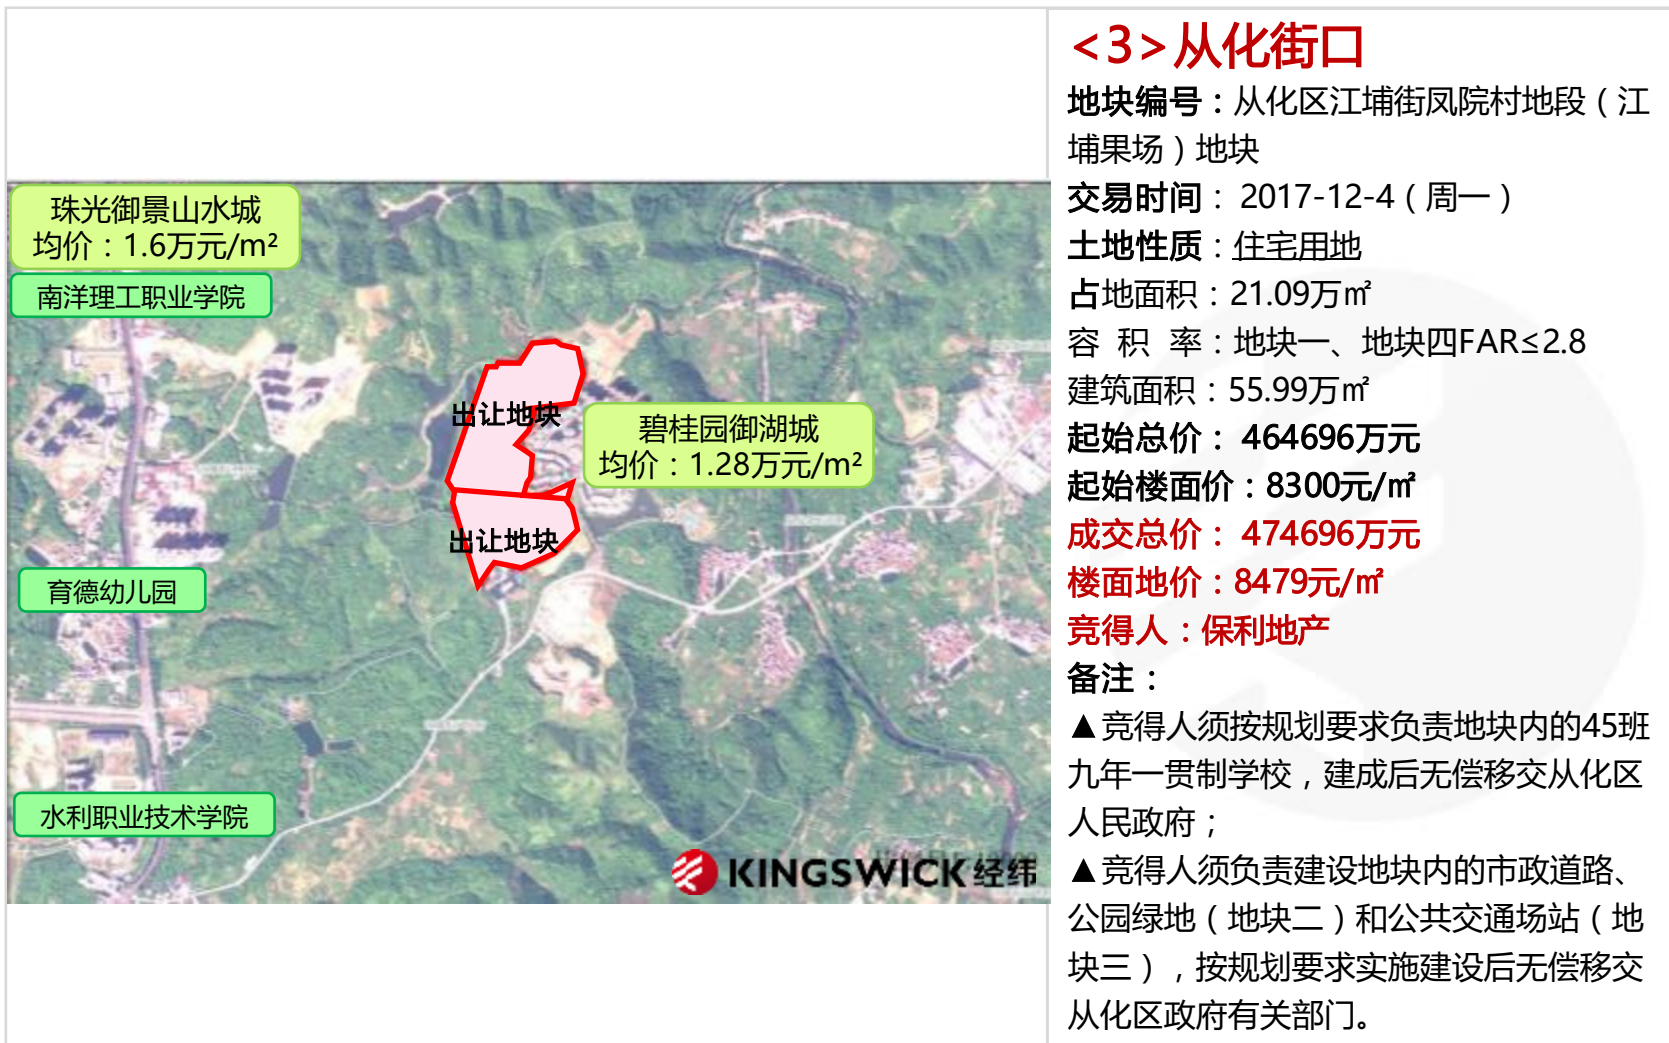 <3>从化街口
地块编号：从化区江埔街凤院村地段（江
埔果场）地块
交易时间： 2017-12-4（周一）
土地性质：住宅用地
占地面积：21.09万㎡
容 积 率：地块一、地块四FAR≤2.8
建筑面积：55.99万㎡
起始总价： 464696万元
起始楼面价：8300元/㎡
成交总价： 474696万元
楼面地价：8479元/㎡
竞得人：保利地产
备注：
▲竞得人须按规划要求负责地块内的45班
九年一贯制学校，建成后无偿移交从化区
人民政府；
▲竞得人须负责建设地块内的市政道路、
公园绿地（地块二）和公共交通场站（地
块三），按规划要求实施建设后无偿移交
从化区政府有关部门。
珠光御景山水城
均价：1.6万元/m²
南洋理工职业学院
出让地块
碧桂园御湖城
均价：1.28万元/m²
出让地块
育德幼儿园
水利职业技术学院
KINGSWICK经纬